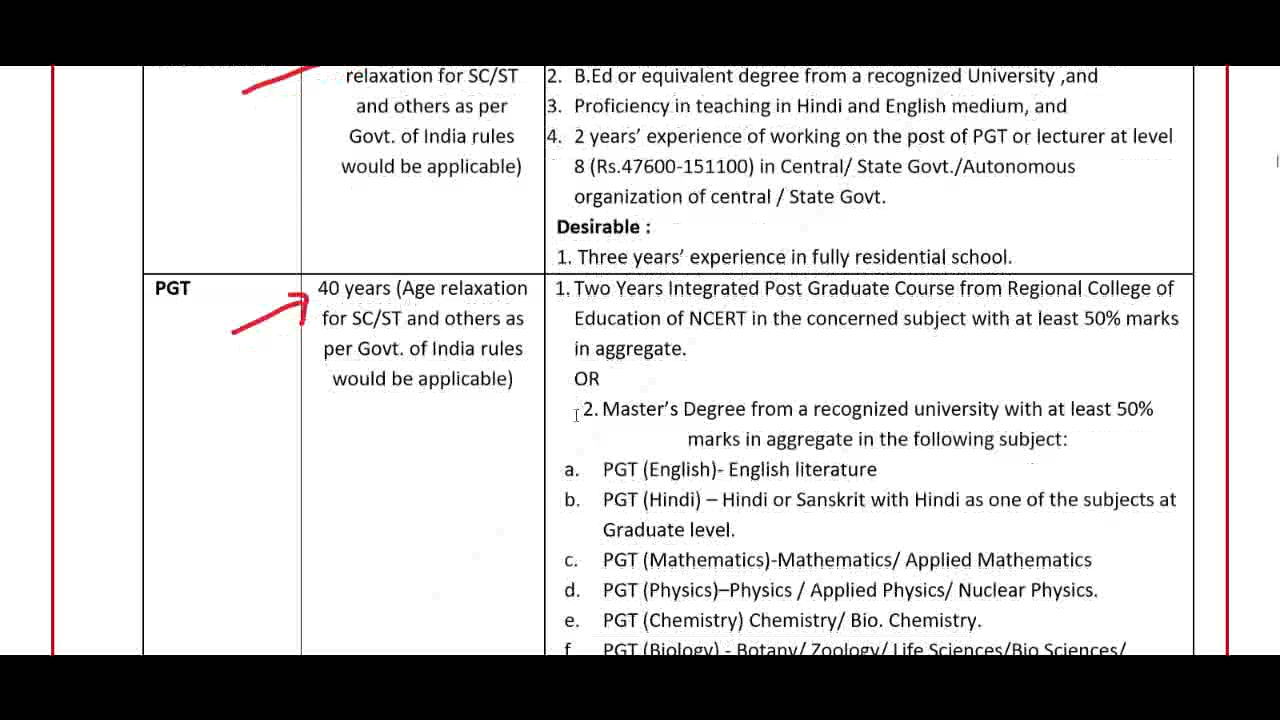 relaxation for SC/ST
and others as per
Govt. of India rules
would be applicable)
2. B.Ed or equivalent degree from a recognized University ,and
3. Proficiency in teaching in Hindi and English medium, and
4. 2 years’ experience of working on the post of PGT or lecturer at level
8 (Rs.47600-151100) in Central/ State Govt./Autonomous
organization of central / State Govt.
Desirable :
1. Three years’ experience in fully residential school.
PGT
40 years (Age relaxation
for SC/ST and others as
per Govt. of India rules
would be applicable)
1. Two Years Integrated Post Graduate Course from Regional College of
Education of NCERT in the concerned subject with at least 50% marks
in aggregate.
OR
2. Master’s Degree from a recognized university with at least 50%
marks in aggregate in the following subject:
a. PGT (English)- English literature
b. PGT (Hindi) – Hindi or Sanskrit with Hindi as one of the subjects at
Graduate level.
c. PGT (Mathematics)-Mathematics/ Applied Mathematics
d. PGT (Physics)–Physics / Applied Physics/ Nuclear Physics.
e. PGT (Chemistry) Chemistry/ Bio. Chemistry.
f. PGT (Biology) - Botany/ Zoology/ Life Sciences/Bio Sciences/